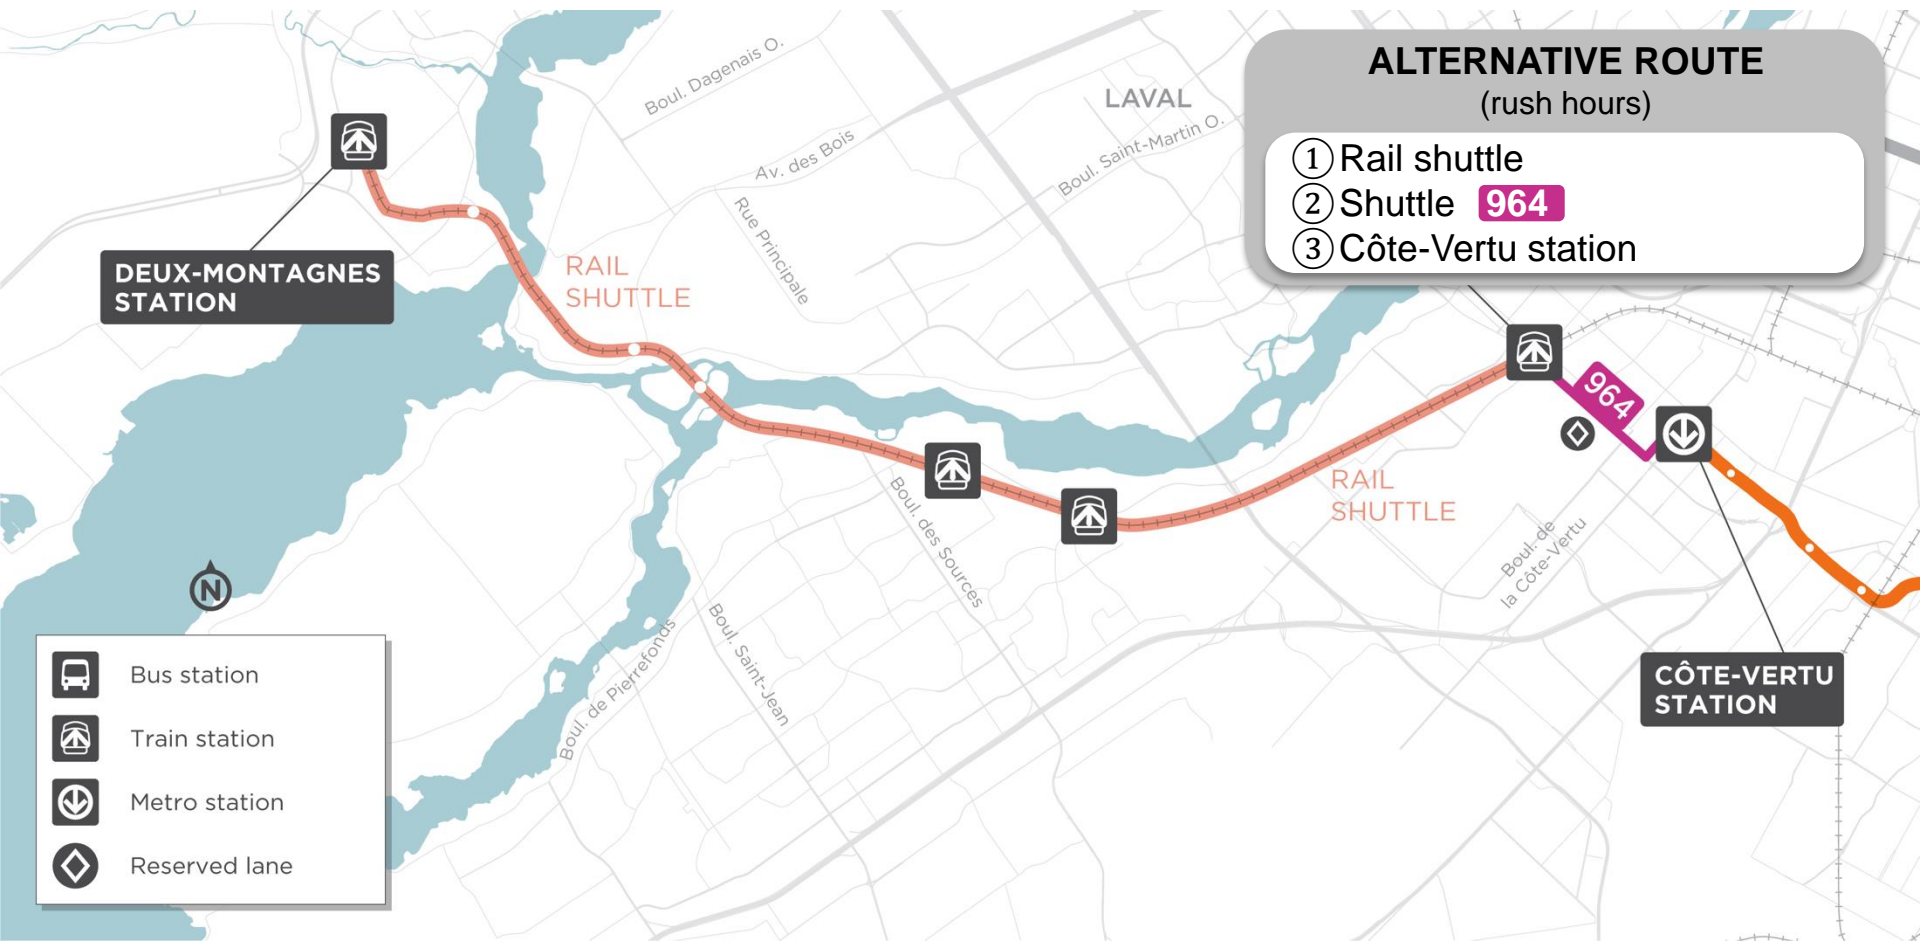 ALTERNATIVE ROUTE
(rush hours)
① Rail shuttle
② Shuttle 964
③ Côte-Vertu station
Boul. Dagenais O.
LAVAL
Boul. Saint-Martin O.
Av. des Bois
Rue Principale
DEUX-MONTAGNES
STATION
RAIL
SHUTTLE
964
RAIL
SHUTTLE
Boul. des Sources
Boul. de
la Côte-Vertu
N
Boul. Saint-Jean
Boul. de Pierrefonds
CÔTE-VERTU
STATION
Bus station
Train station
Metro station
Reserved lane